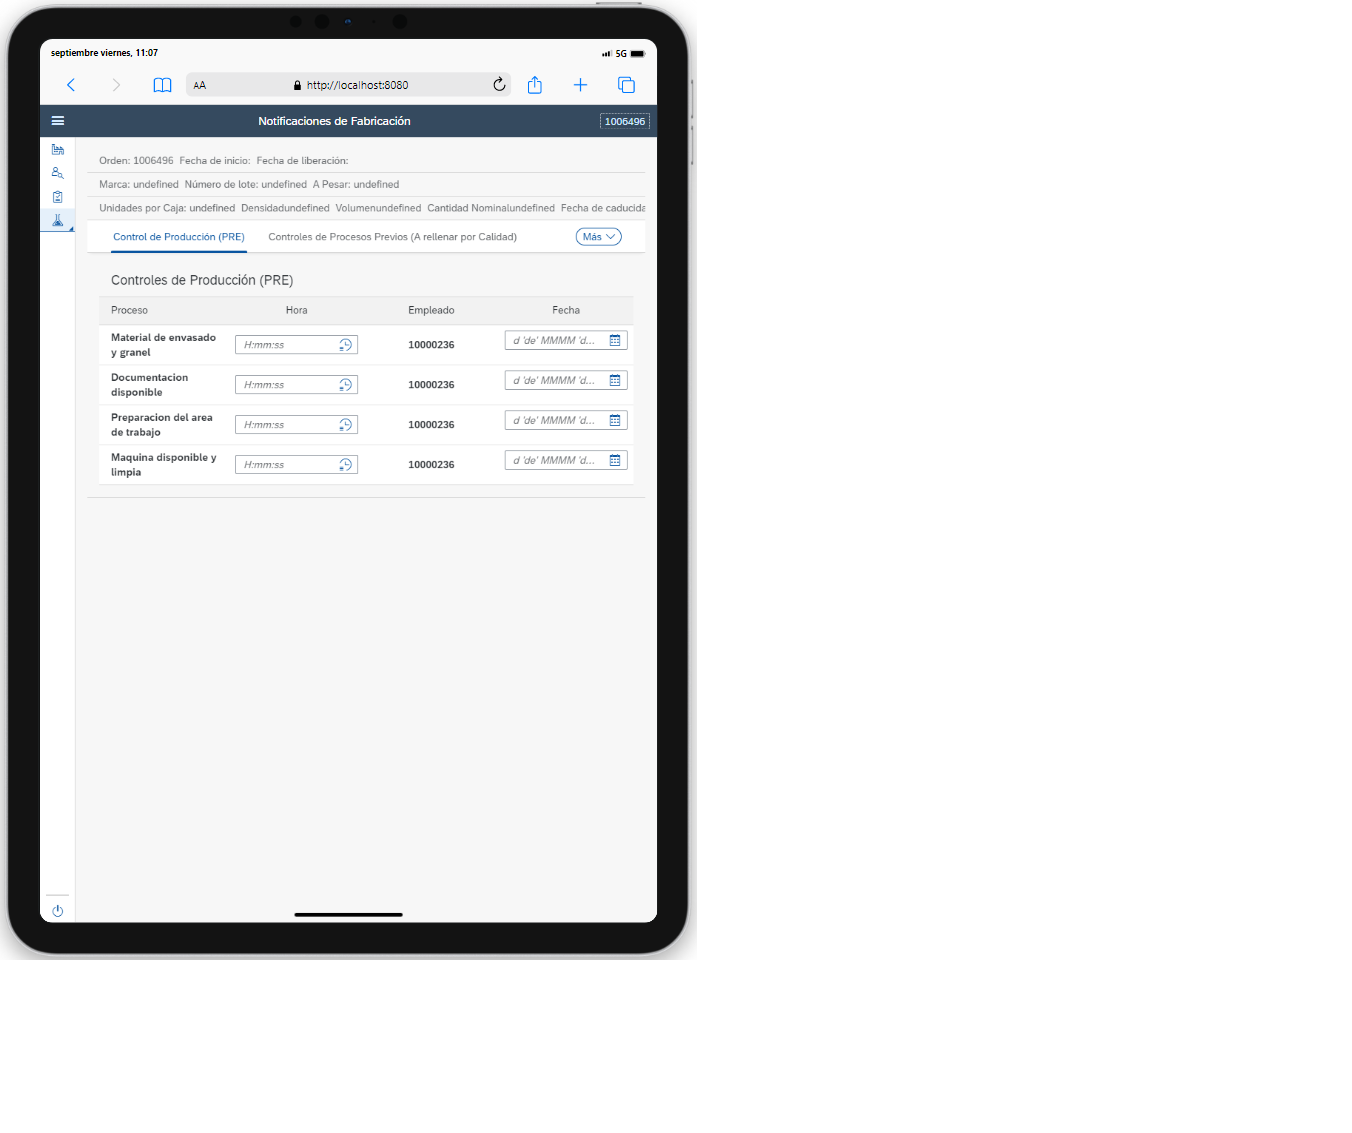 septiembre viernes, 11:07 5G
AA http://localhost:8080
Notificaciones de Fabricación 1006496
Orden: 1006496 Fecha de inicio: Fecha de liberación:
Marca: undefined Número de lote: undefined A Pesar: undefined
Unidades por Caja: undefined Densidadundefined Volumenundefined Cantidad Nominalundefined Fecha de caducida
Control de Producción (PRE) Controles de Procesos Previos (A rellenar por Calidad) Más
Controles de Producción (PRE)
Proceso Hora Empleado Fecha
Material de envasado
y granel
H:mm:ss 10000236 d 'de' MMMM 'd...
Documentacion
disponible
H:mm:ss 10000236 d 'de' MMMM 'd...
Preparacion del area
de trabajo
H:mm:ss 10000236 d 'de' MMMM 'd...
Maquina disponible y
limpia
H:mm:ss 10000236 d 'de' MMMM 'd...